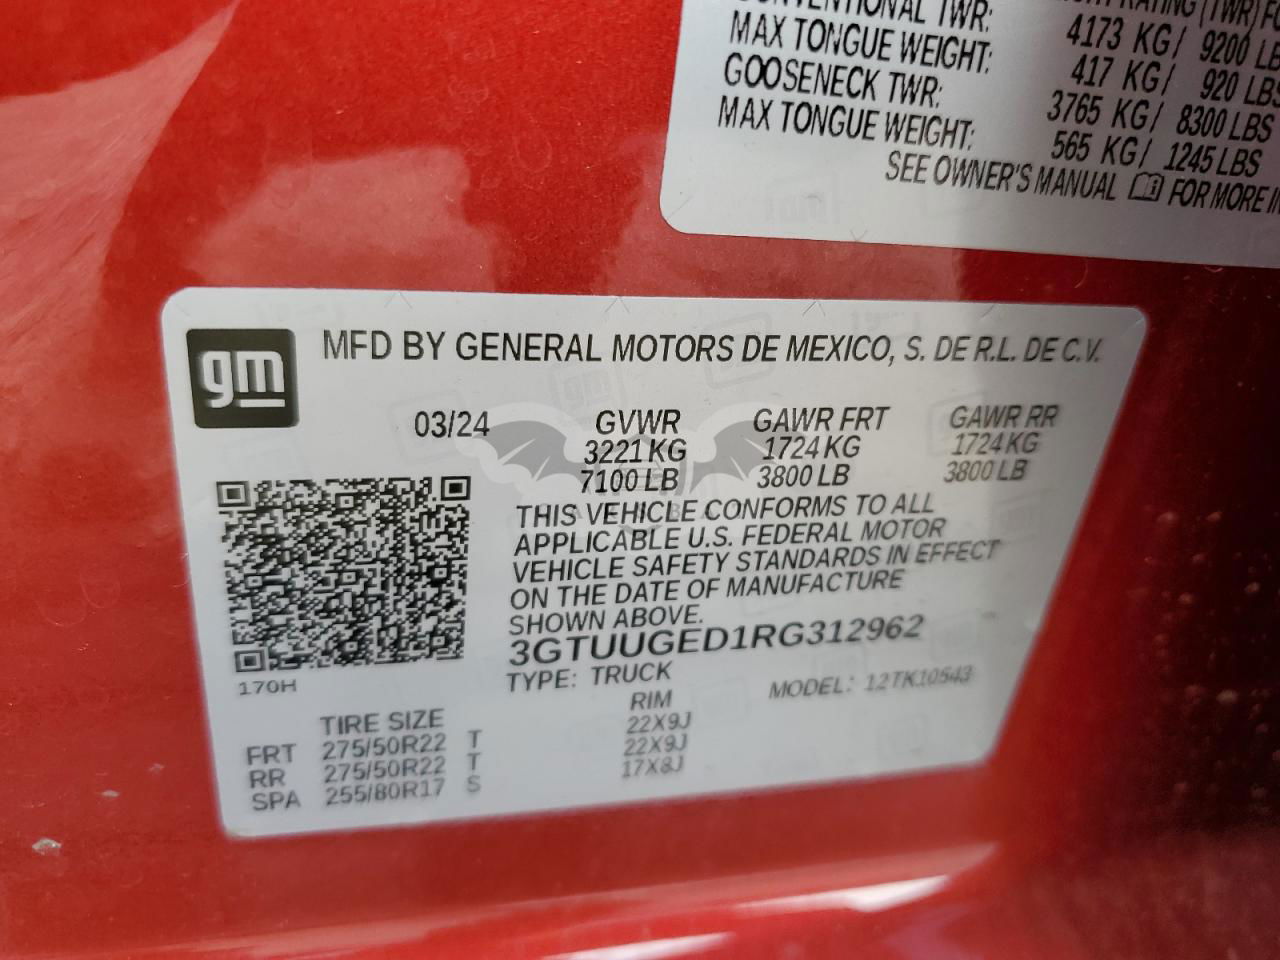 CONVENTIONAL TWR: 4173 KG/ 9200 LB
MAX TONGUE WEIGHT: 417 KG/ 920 LBS
GOOSENECK TWR: 3765 KG/ 8300 LBS
MAX TONGUE WEIGHT: 565 KG/ 1245 LBS
SEE OWNER'S MANUAL FOR MORE
gm
MFD BY GENERAL MOTORS DE MEXICO, S. DE R.L. DE C.V.
03/24 GVWR GAWR FRT GAWR RR
3221 KG 1724 KG 1724 KG
7100 LB 3800 LB 3800 LB
THIS VEHICLE CONFORMS TO ALL
APPLICABLE U.S. FEDERAL MOTOR
VEHICLE SAFETY STANDARDS IN EFFECT
ON THE DATE OF MANUFACTURE
SHOWN ABOVE.
3GTUUGED1RG312962
TYPE: TRUCK MODEL: 12TK10543
170H
TIRE SIZE RIM
FRT 275/50R22 T 22X9J
RR 275/50R22 T 22X9J
SPA 255/80R17 S 17X8J